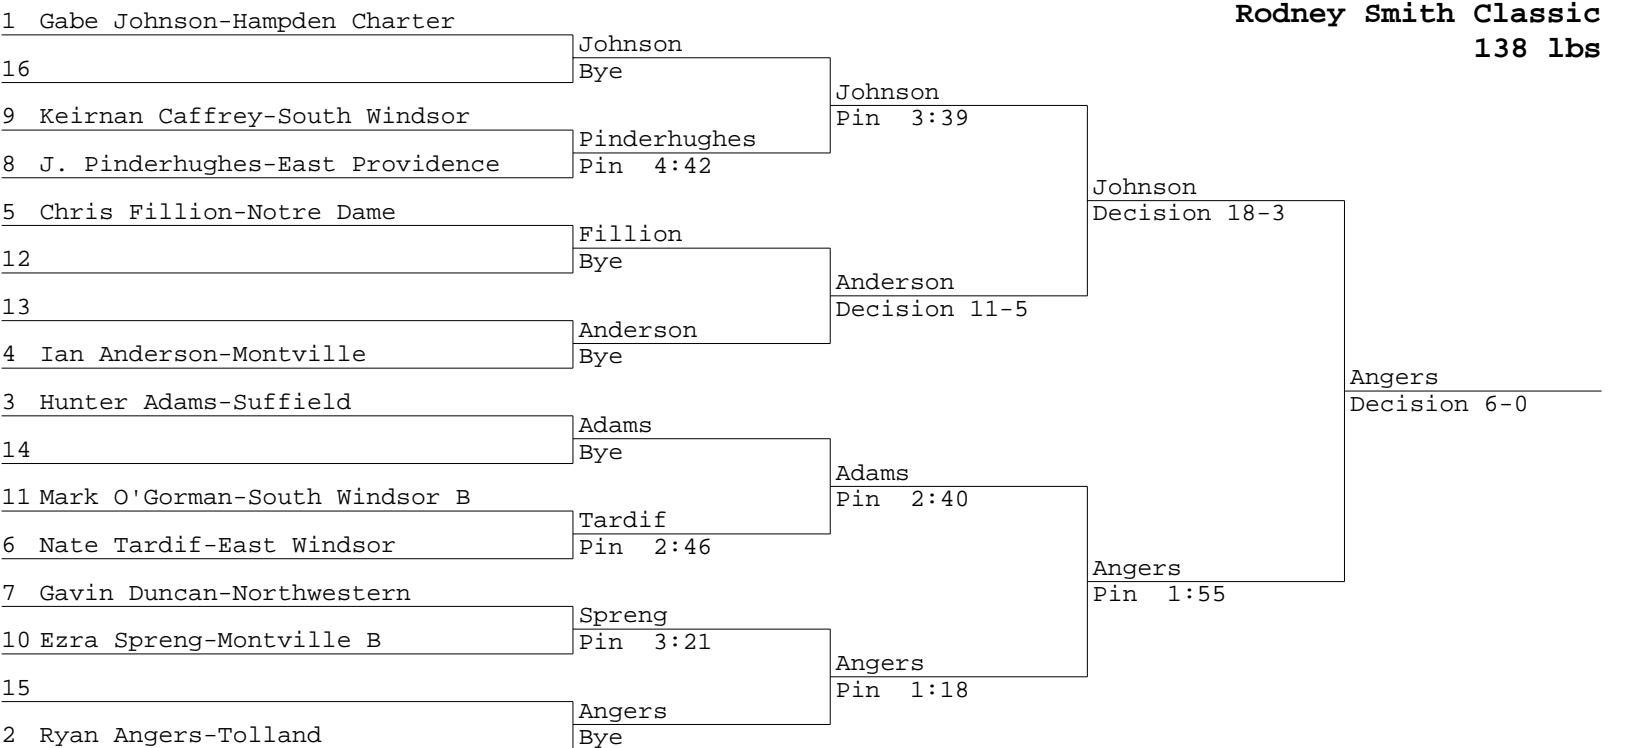 Rodney Smith Classic
138 lbs
1 Gabe Johnson-Hampden Charter
16
9 Keirnan Caffrey-South Windsor
8 J. Pinderhughes-East Providence
5 Chris Fillion-Notre Dame
12
13
4 Ian Anderson-Montville
3 Hunter Adams-Suffield
14
11 Mark O'Gorman-South Windsor B
6 Nate Tardif-East Windsor
7 Gavin Duncan-Northwestern
10 Ezra Spreng-Montville B
15
2 Ryan Angers-Tolland
Johnson
Bye
Pinderhughes
Pin 4:42
Fillion
Bye
Anderson
Bye
Adams
Bye
Tardif
Pin 2:46
Spreng
Pin 3:21
Angers
Bye
Johnson
Pin 3:39
Anderson
Decision 11-5
Adams
Pin 2:40
Angers
Pin 1:18
Johnson
Decision 18-3
Angers
Pin 1:55
Angers
Decision 6-0